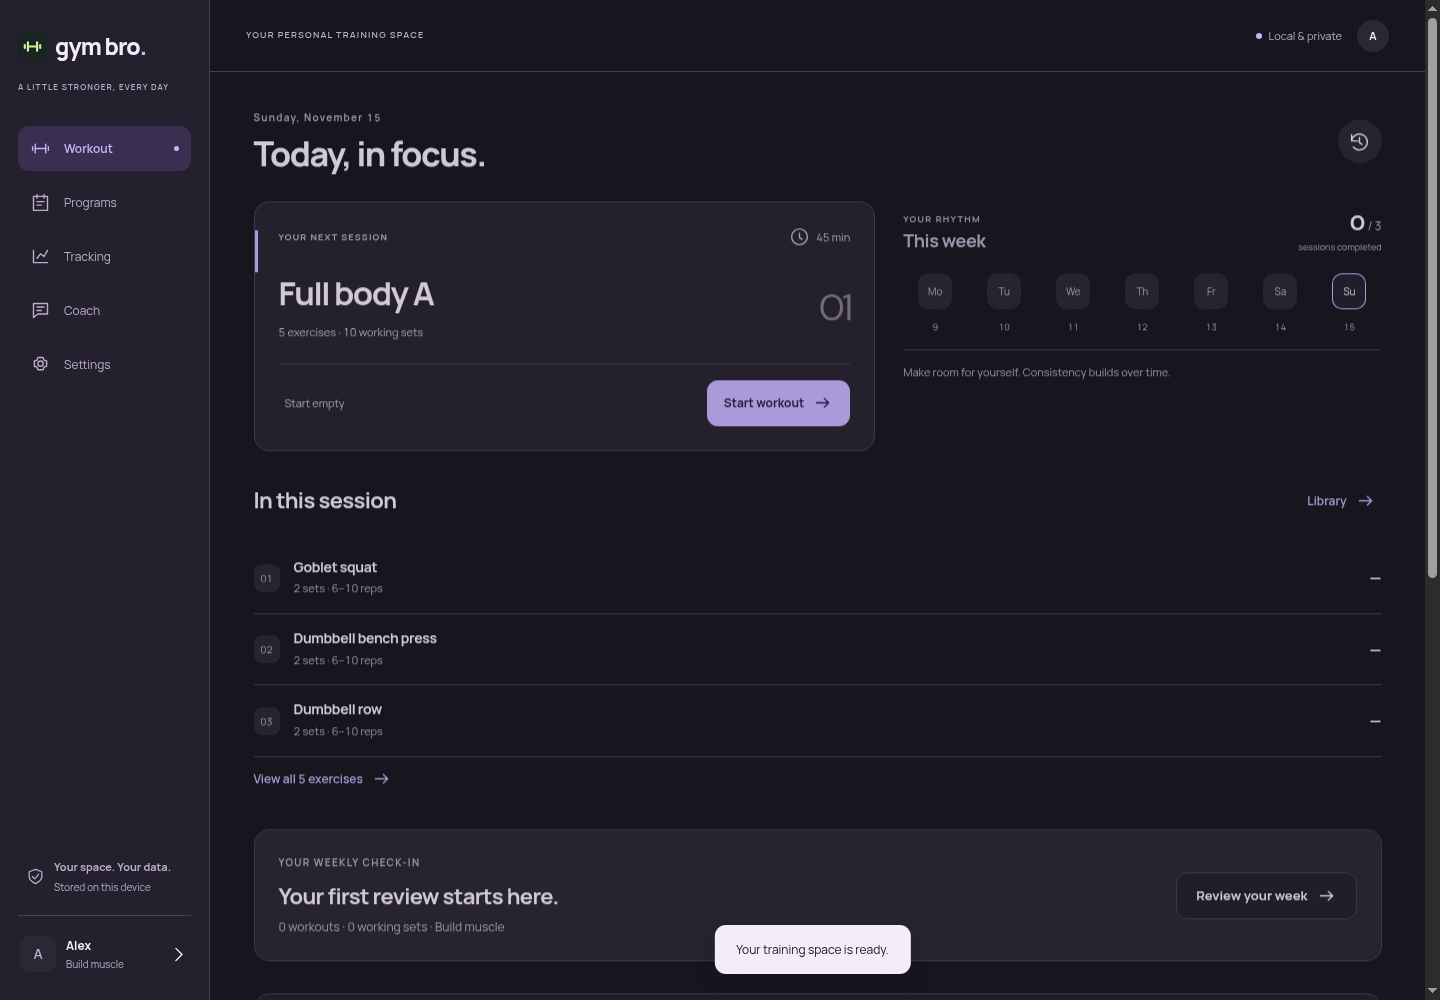 gym bro.
A LITTLE STRONGER, EVERY DAY
Workout
Programs
Tracking
Coach
Settings
Your space. Your data.
Stored on this device
A
Alex
Build muscle
YOUR PERSONAL TRAINING SPACE
Local & private
A
Sunday, November 15
Today, in focus.
YOUR NEXT SESSION
45 min
Full body A
5 exercises · 10 working sets
01
Start empty
Start workout
YOUR RHYTHM
This week
0 / 3
sessions completed
Mo Tu We Th Fr Sa Su
9 10 11 12 13 14 15
Make room for yourself. Consistency builds over time.
In this session
Library
01
Goblet squat
2 sets · 6–10 reps
–
02
Dumbbell bench press
2 sets · 6–10 reps
–
03
Dumbbell row
2 sets · 6–10 reps
–
View all 5 exercises
YOUR WEEKLY CHECK-IN
Your first review starts here.
0 workouts · 0 working sets · Build muscle
Review your week
Your training space is ready.